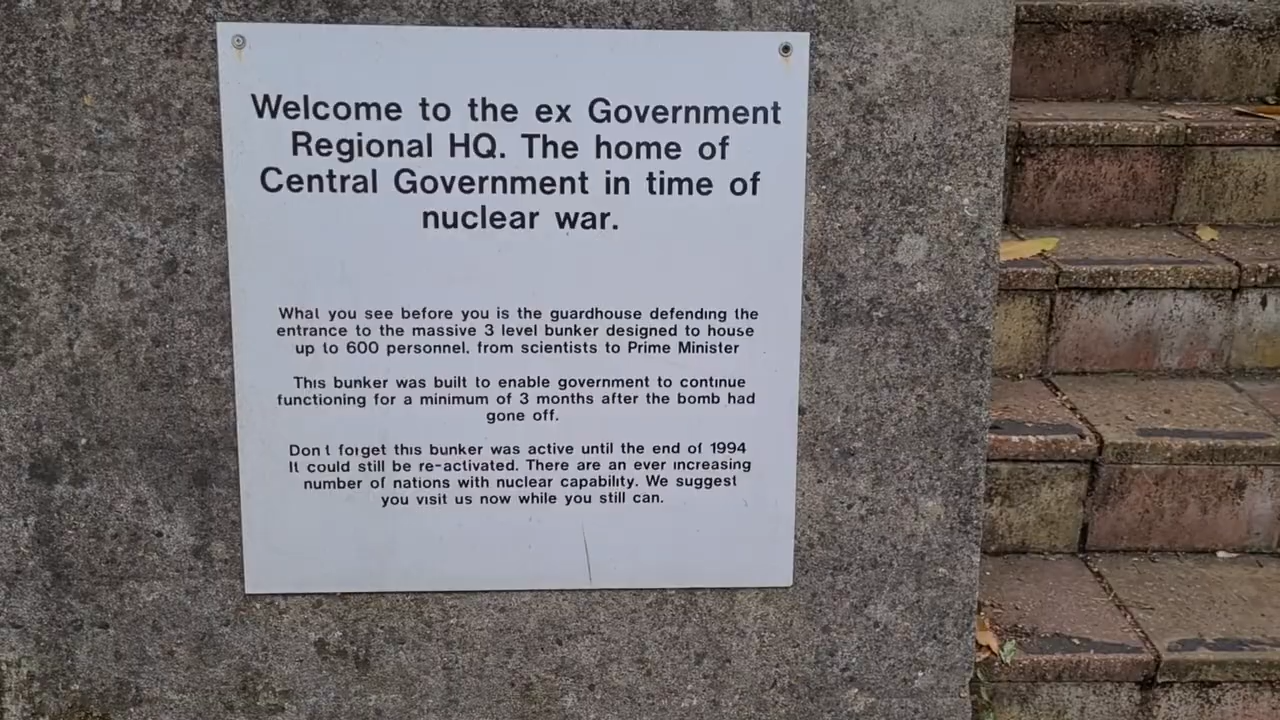 Welcome to the ex Government
Regional HQ. The home of
Central Government in time of
nuclear war.
What you see before you is the guardhouse defending the
entrance to the massive 3 level bunker designed to house
up to 600 personnel. from scientists to Prime Minister
This bunker was built to enable government to continue
functioning for a minimum of 3 months after the bomb had
gone off.
Don t forget this bunker was active until the end of 1994
It could still be re-activated. There are an ever increasing
number of nations with nuclear capability. We suggest
you visit us now while you still can.